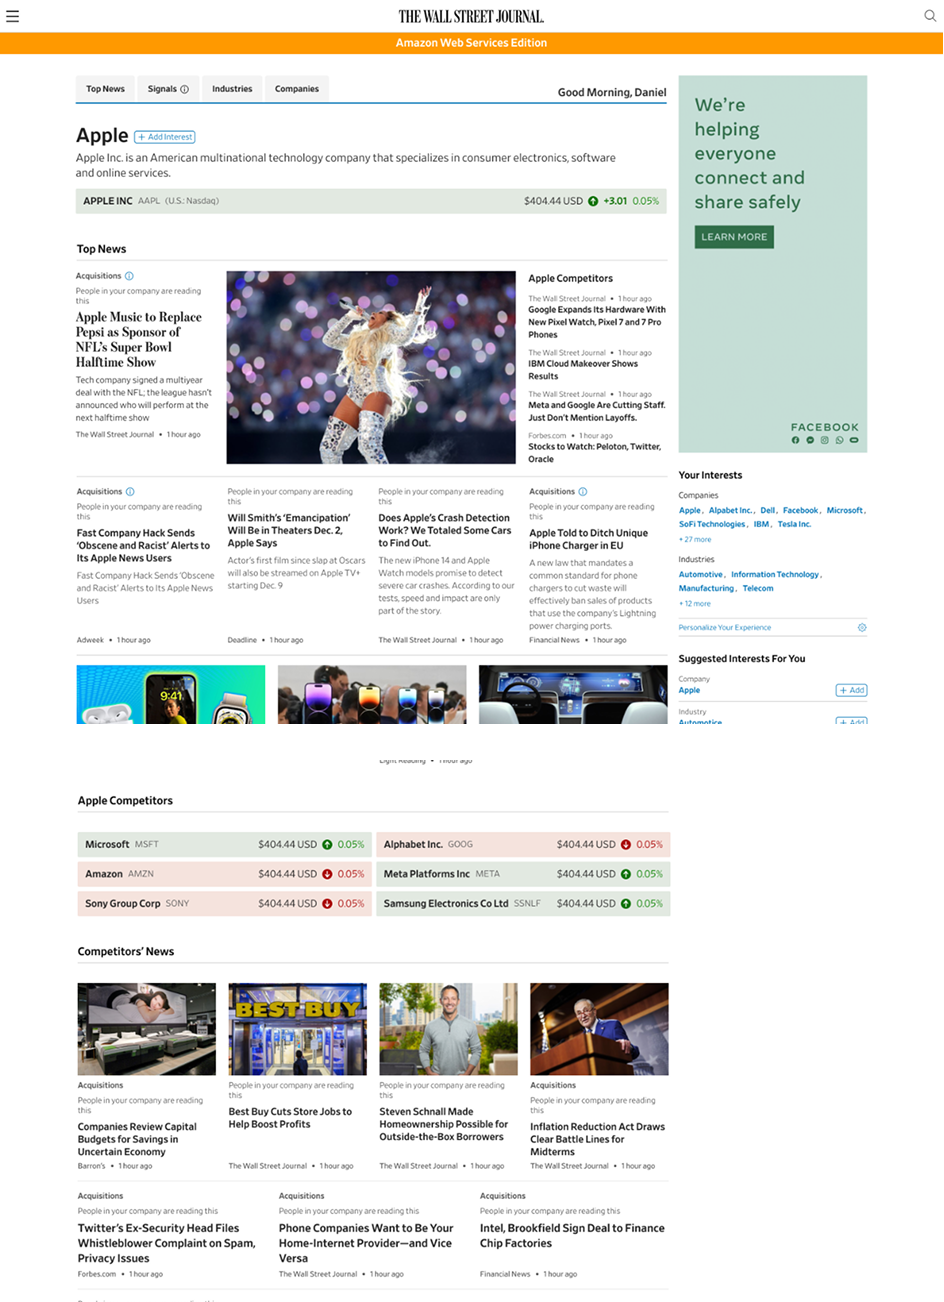 THE WALL STREET JOURNAL.
Amazon Web Services Edition
Top News
Signals
Industries
Companies
Good Morning, Daniel
Apple
+ Add Interest
Apple Inc. is an American multinational technology company that specializes in consumer electronics, software
and online services.
APPLE INC AAPL (U.S.: Nasdaq)
$404.44 USD +3.01 0.05%
Top News
Acquisitions
People in your company are reading
this
Apple Music to Replace
Pepsi as Sponsor of
NFL's Super Bowl
Halftime Show
Tech company signed a multiyear
deal with the NFL; the league hasn't
announced who will perform at the
next halftime show
The Wall Street Journal • 1 hour ago
Apple Competitors
The Wall Street Journal • 1 hour ago
Google Expands Its Hardware With
New Pixel Watch, Pixel 7 and 7 Pro
Phones
The Wall Street Journal • 1 hour ago
IBM Cloud Makeover Shows
Results
The Wall Street Journal • 1 hour ago
Meta and Google Are Cutting Staff.
Just Don't Mention Layoffs.
Forbes.com • 1 hour ago
Stocks to Watch: Peloton, Twitter,
Oracle
Acquisitions
People in your company are reading
this
Fast Company Hack Sends
'Obscene and Racist' Alerts to
Its Apple News Users
Fast Company Hack Sends 'Obscene
and Racist' Alerts to Its Apple News
Users
Adweek • 1 hour ago
People in your company are reading
this
Will Smith's 'Emancipation'
Will Be in Theaters Dec. 2,
Apple Says
Actor's first film since slap at Oscars
will also be streamed on Apple TV+
starting Dec. 9
Deadline • 1 hour ago
People in your company are reading
this
Does Apple's Crash Detection
Work? We Totaled Some Cars
to Find Out.
The new iPhone 14 and Apple
Watch models promise to detect
severe car crashes. According to our
tests, speed and impact are only
part of the story.
The Wall Street Journal • 1 hour ago
Acquisitions
People in your company are reading
this
Apple Told to Ditch Unique
iPhone Charger in EU
A new law that mandates a
common standard for phone
chargers to cut waste will
effectively ban sales of products
that use the company's Lightning
power charging ports.
Financial News • 1 hour ago
9:41
We're
helping
everyone
connect and
share safely
LEARN MORE
FACEBOOK
Your Interests
Companies
Apple, Alpabet Inc., Dell, Facebook, Microsoft,
SoFi Technologies, IBM, Tesla Inc.
+ 27 more
Industries
Automotive, Information Technology,
Manufacturing, Telecom
+ 12 more
Personalize Your Experience
Suggested Interests For You
Company
Apple
+ Add
Industry
Automotice
+ Add
Light Reading • 1 hour ago
Apple Competitors
Microsoft MSFT $404.44 USD 0.05%
Alphabet Inc. GOOG $404.44 USD 0.05%
Amazon AMZN $404.44 USD 0.05%
Meta Platforms Inc META $404.44 USD 0.05%
Sony Group Corp SONY $404.44 USD 0.05%
Samsung Electronics Co Ltd SSNLF $404.44 USD 0.05%
Competitors' News
BEST BUY
Acquisitions
People in your company are reading
this
Companies Review Capital
Budgets for Savings in
Uncertain Economy
Barron's • 1 hour ago
People in your company are reading
this
Best Buy Cuts Store Jobs to
Help Boost Profits
The Wall Street Journal • 1 hour ago
People in your company are reading
this
Steven Schnall Made
Homeownership Possible for
Outside-the-Box Borrowers
The Wall Street Journal • 1 hour ago
Acquisitions
People in your company are reading
this
Inflation Reduction Act Draws
Clear Battle Lines for
Midterms
The Wall Street Journal • 1 hour ago
Acquisitions
People in your company are reading this
Twitter's Ex-Security Head Files
Whistleblower Complaint on Spam,
Privacy Issues
Forbes.com • 1 hour ago
Acquisitions
People in your company are reading this
Phone Companies Want to Be Your
Home-Internet Provider—and Vice
Versa
The Wall Street Journal • 1 hour ago
Acquisitions
People in your company are reading this
Intel, Brookfield Sign Deal to Finance
Chip Factories
Financial News • 1 hour ago
People in your company are reading this